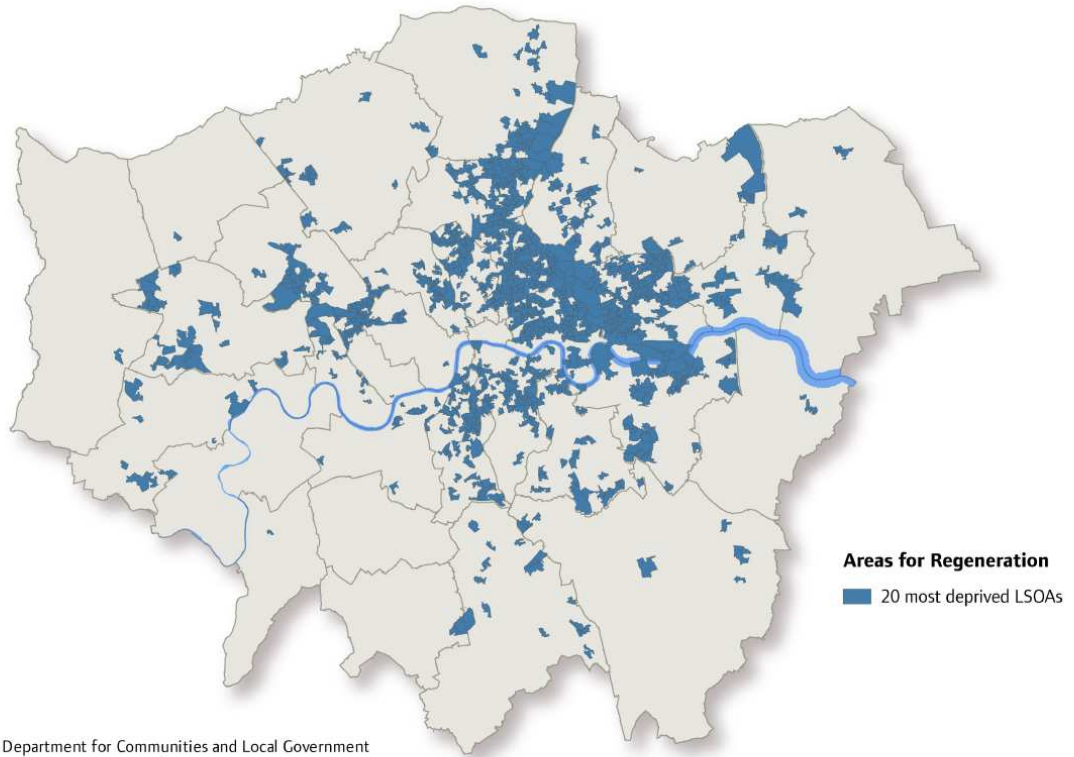 Areas for Regeneration
20 most deprived LSOAs
Department for Communities and Local Government